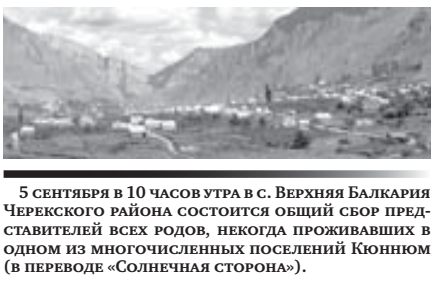 5 сентября в 10 часов утра в с. Верхняя Балкария
Черекского района состоится общий сбор пред-
ставителей всех родов, некогда проживавших в
одном из многочисленных поселений Кюннюм
(в переводе «Солнечная сторона»).